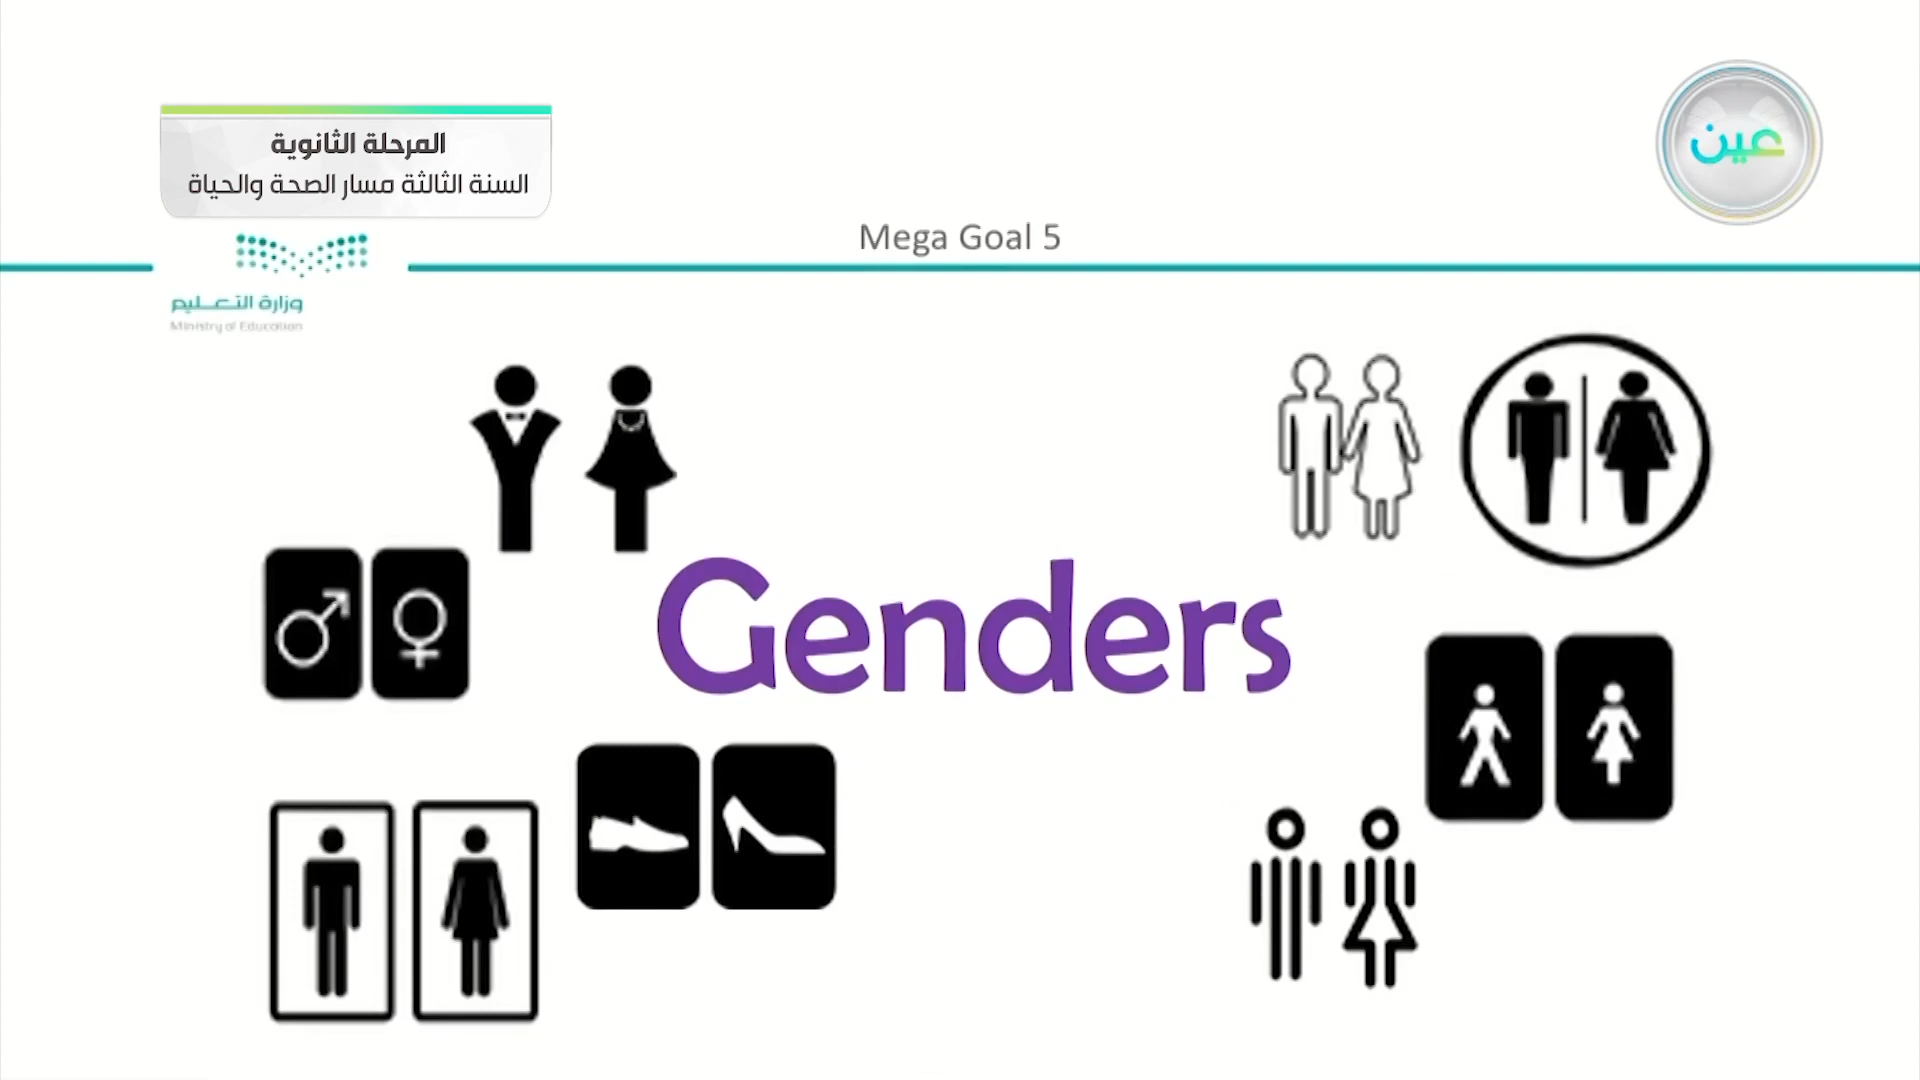 المرحلة الثانوية
السنة الثالثة مسار الصحة والحياة
عين
Mega Goal 5
وزارة التعليم
Ministry of Education
Genders